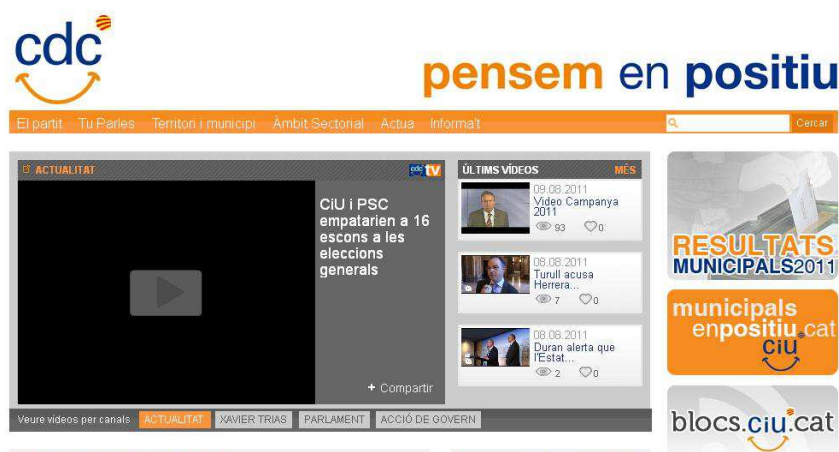 cdc
pensem en positiu
El partit Tu Parles Territori i municipi Àmbit Sectorial Actua Informa't
Cercar
ACTUALITAT
cdc tv
CiU i PSC
empatarien a 16
escons a les
eleccions
generals
+ Compartir
ÚLTIMS VÍDEOS MÉS
09.08.2011
Video Campanya
2011
93 0
08.08.2011
Turull acusa
Herrera...
7 0
08.08.2011
Duran alerta que
l'Estat...
2 0
Veure videos per canals ACTUALITAT XAVIER TRIAS PARLAMENT ACCIÓ DE GOVERN
RESULTATS
MUNICIPALS2011
municipals
enpositiu.cat
ciu
blocs.ciu.cat